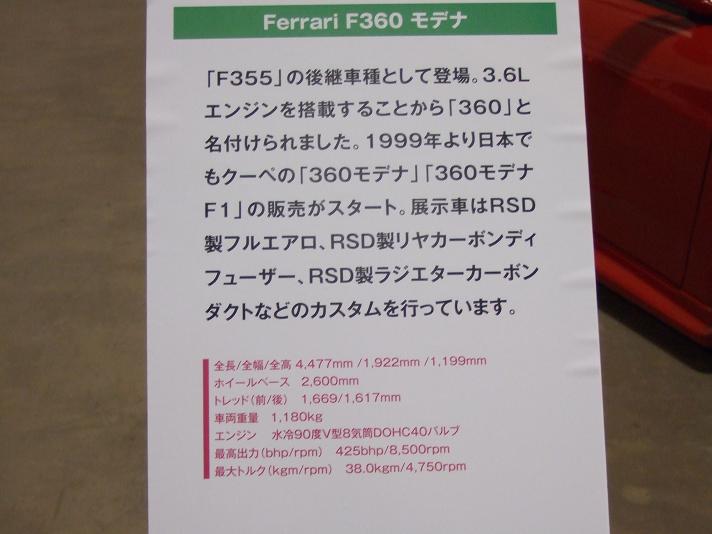 Ferrari F360 モデナ
「F355」の後継車種として登場。3.6L
エンジンを搭載することから「360」と
名付けられました。1999年より日本で
もクーペの「360モデナ」「360モデナ
F1」の販売がスタート。展示車はRSD
製フルエアロ、RSD製リヤカーボンディ
フューザー、RSD製ラジエターカーボン
ダクトなどのカスタムを行っています。
全長/全幅/全高 4,477mm /1,922mm /1,199mm
ホイールベース 2,600mm
トレッド(前/後) 1,669/1,617mm
車両重量 1,180kg
エンジン 水冷90度V型8気筒DOHC40バルブ
最高出力(bhp/rpm) 425bhp/8,500rpm
最大トルク(kgm/rpm) 38.0kgm/4,750rpm